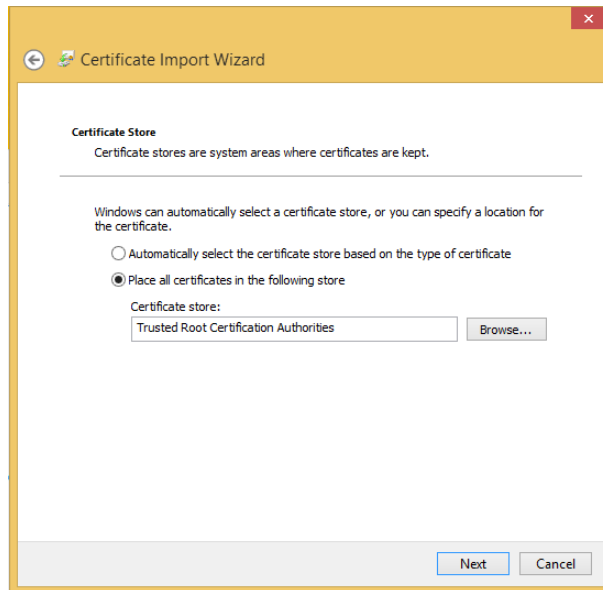 Certificate Import Wizard
Certificate Store
Certificate stores are system areas where certificates are kept.
Windows can automatically select a certificate store, or you can specify a location for
the certificate.
Automatically select the certificate store based on the type of certificate
Place all certificates in the following store
Certificate store:
Trusted Root Certification Authorities
Browse...
Next
Cancel